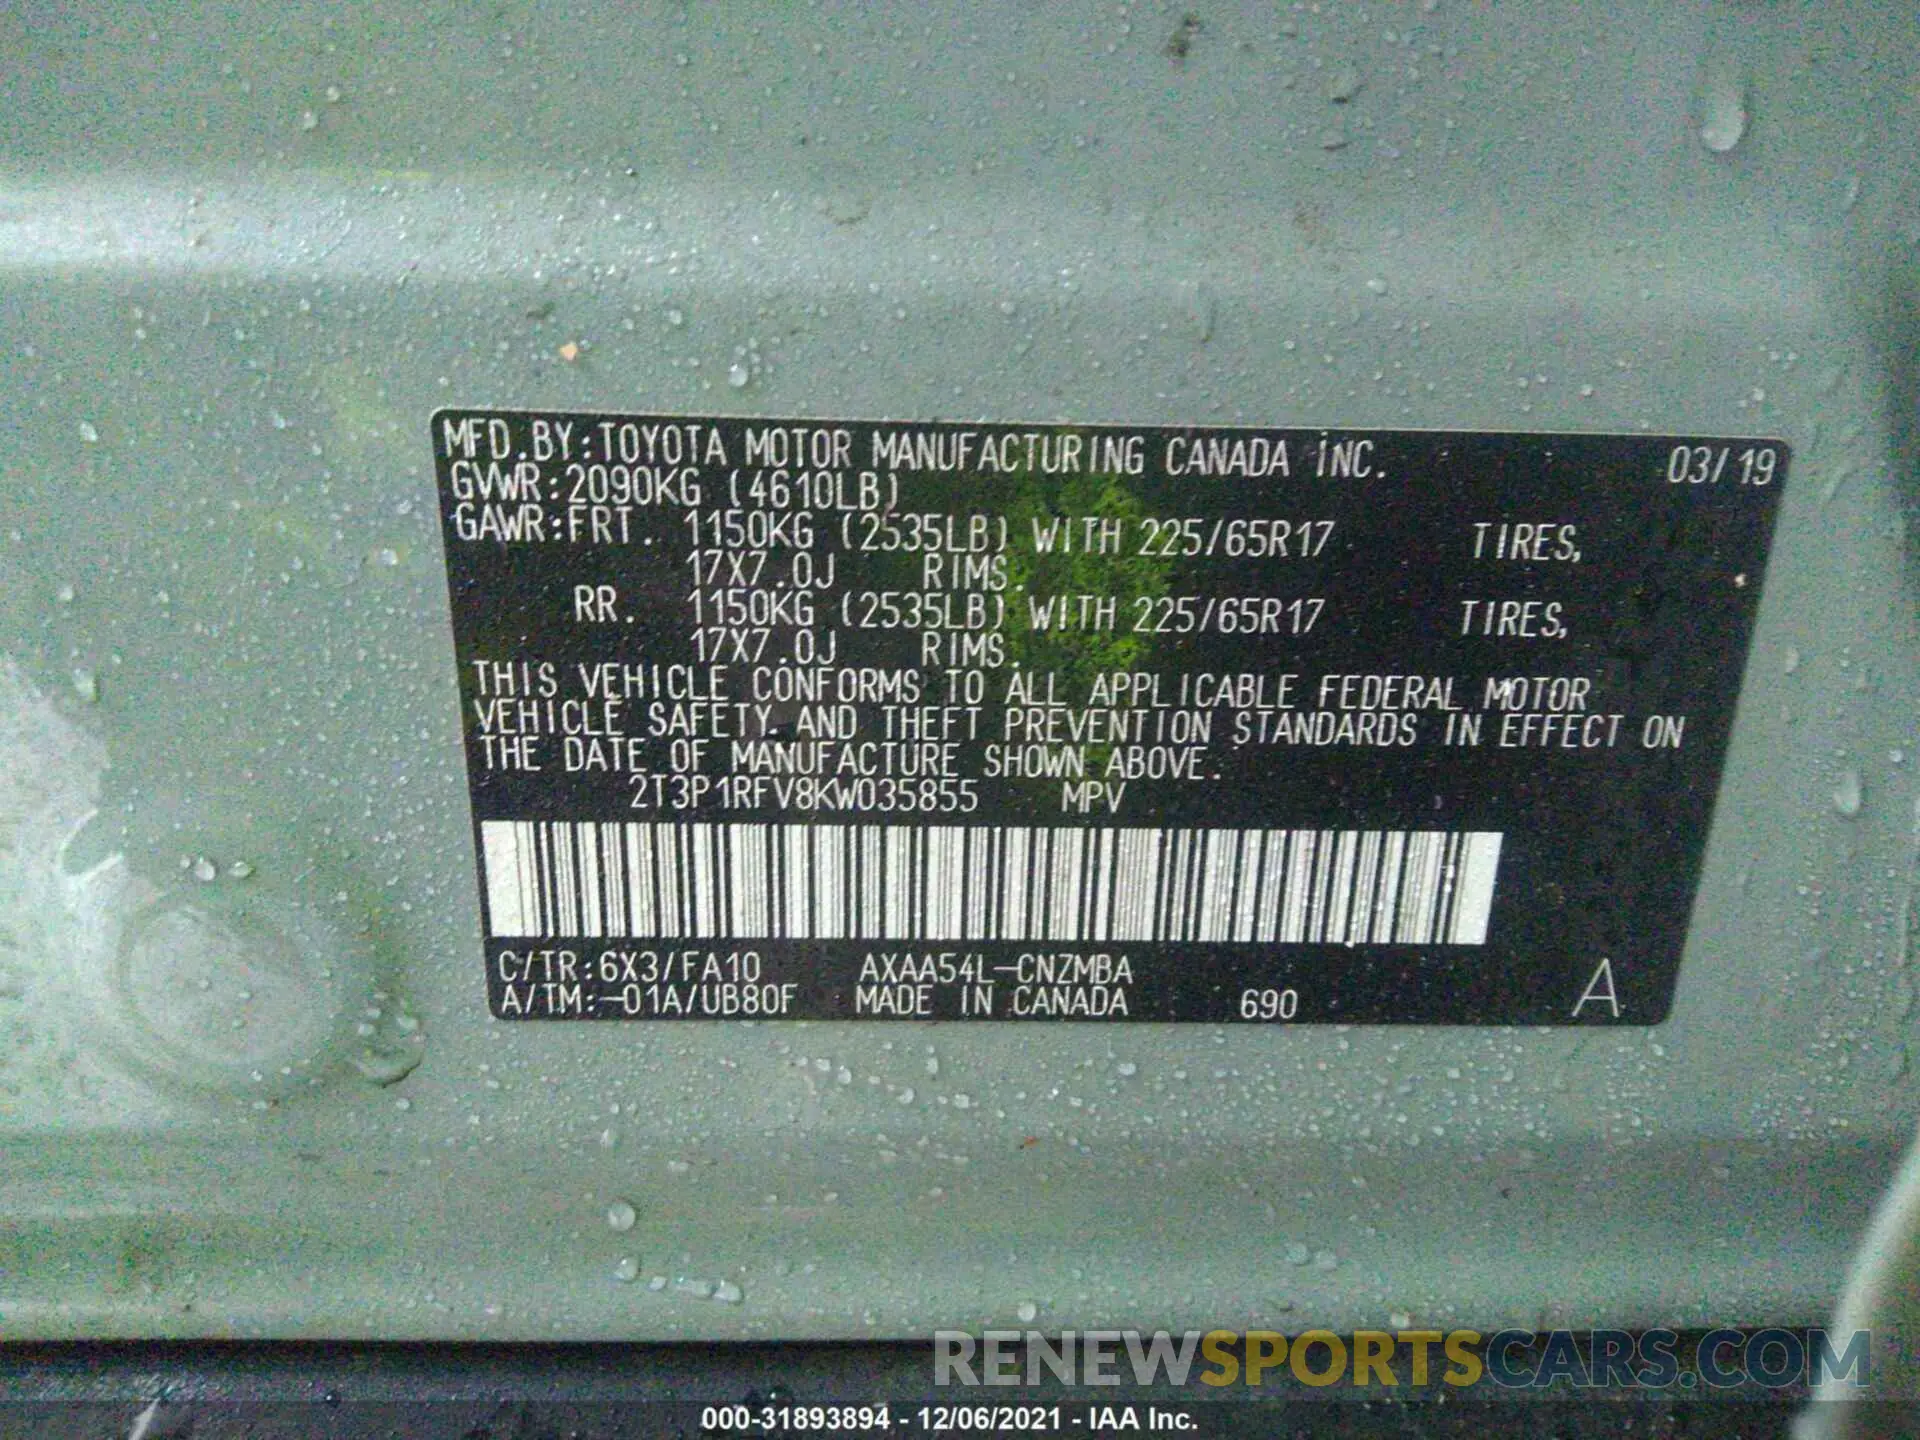 MFD.BY:TOYOTA MOTOR MANUFACTURING CANADA INC. 03/19
GVWR:2090KG (4610LB)
GAWR:FRT. 1150KG (2535LB) WITH 225/65R17 TIRES,
17X7.0J RIMS.
RR. 1150KG (2535LB) WITH 225/65R17 TIRES,
17X7.0J RIMS.
THIS VEHICLE CONFORMS TO ALL APPLICABLE FEDERAL MOTOR
VEHICLE SAFETY AND THEFT PREVENTION STANDARDS IN EFFECT ON
THE DATE OF MANUFACTURE SHOWN ABOVE.
2T3P1RFV8KW035855 MPV
C/TR:6X3/FA10 AXAA54L-CNZMBA
A/TM:-01A/UB80F MADE IN CANADA 690 A
RENEWSPORTSCARS.COM
000-31893894 - 12/06/2021 - IAA Inc.